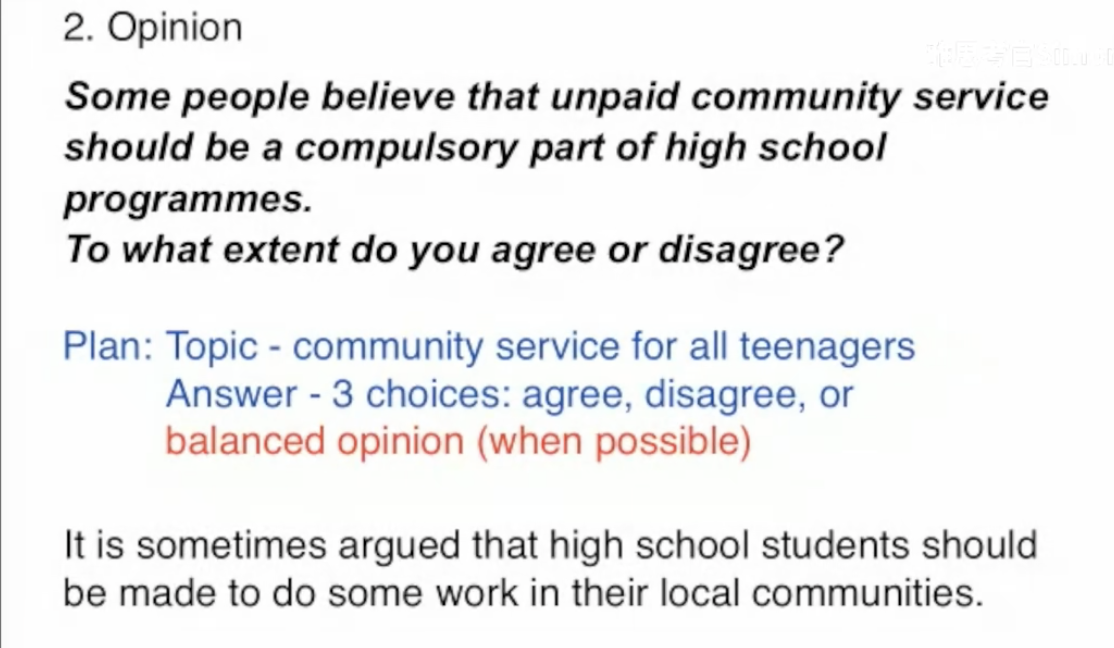 2. Opinion
Some people believe that unpaid community service
should be a compulsory part of high school
programmes.
To what extent do you agree or disagree?
Plan: Topic - community service for all teenagers
Answer - 3 choices: agree, disagree, or
balanced opinion (when possible)
It is sometimes argued that high school students should
be made to do some work in their local communities.